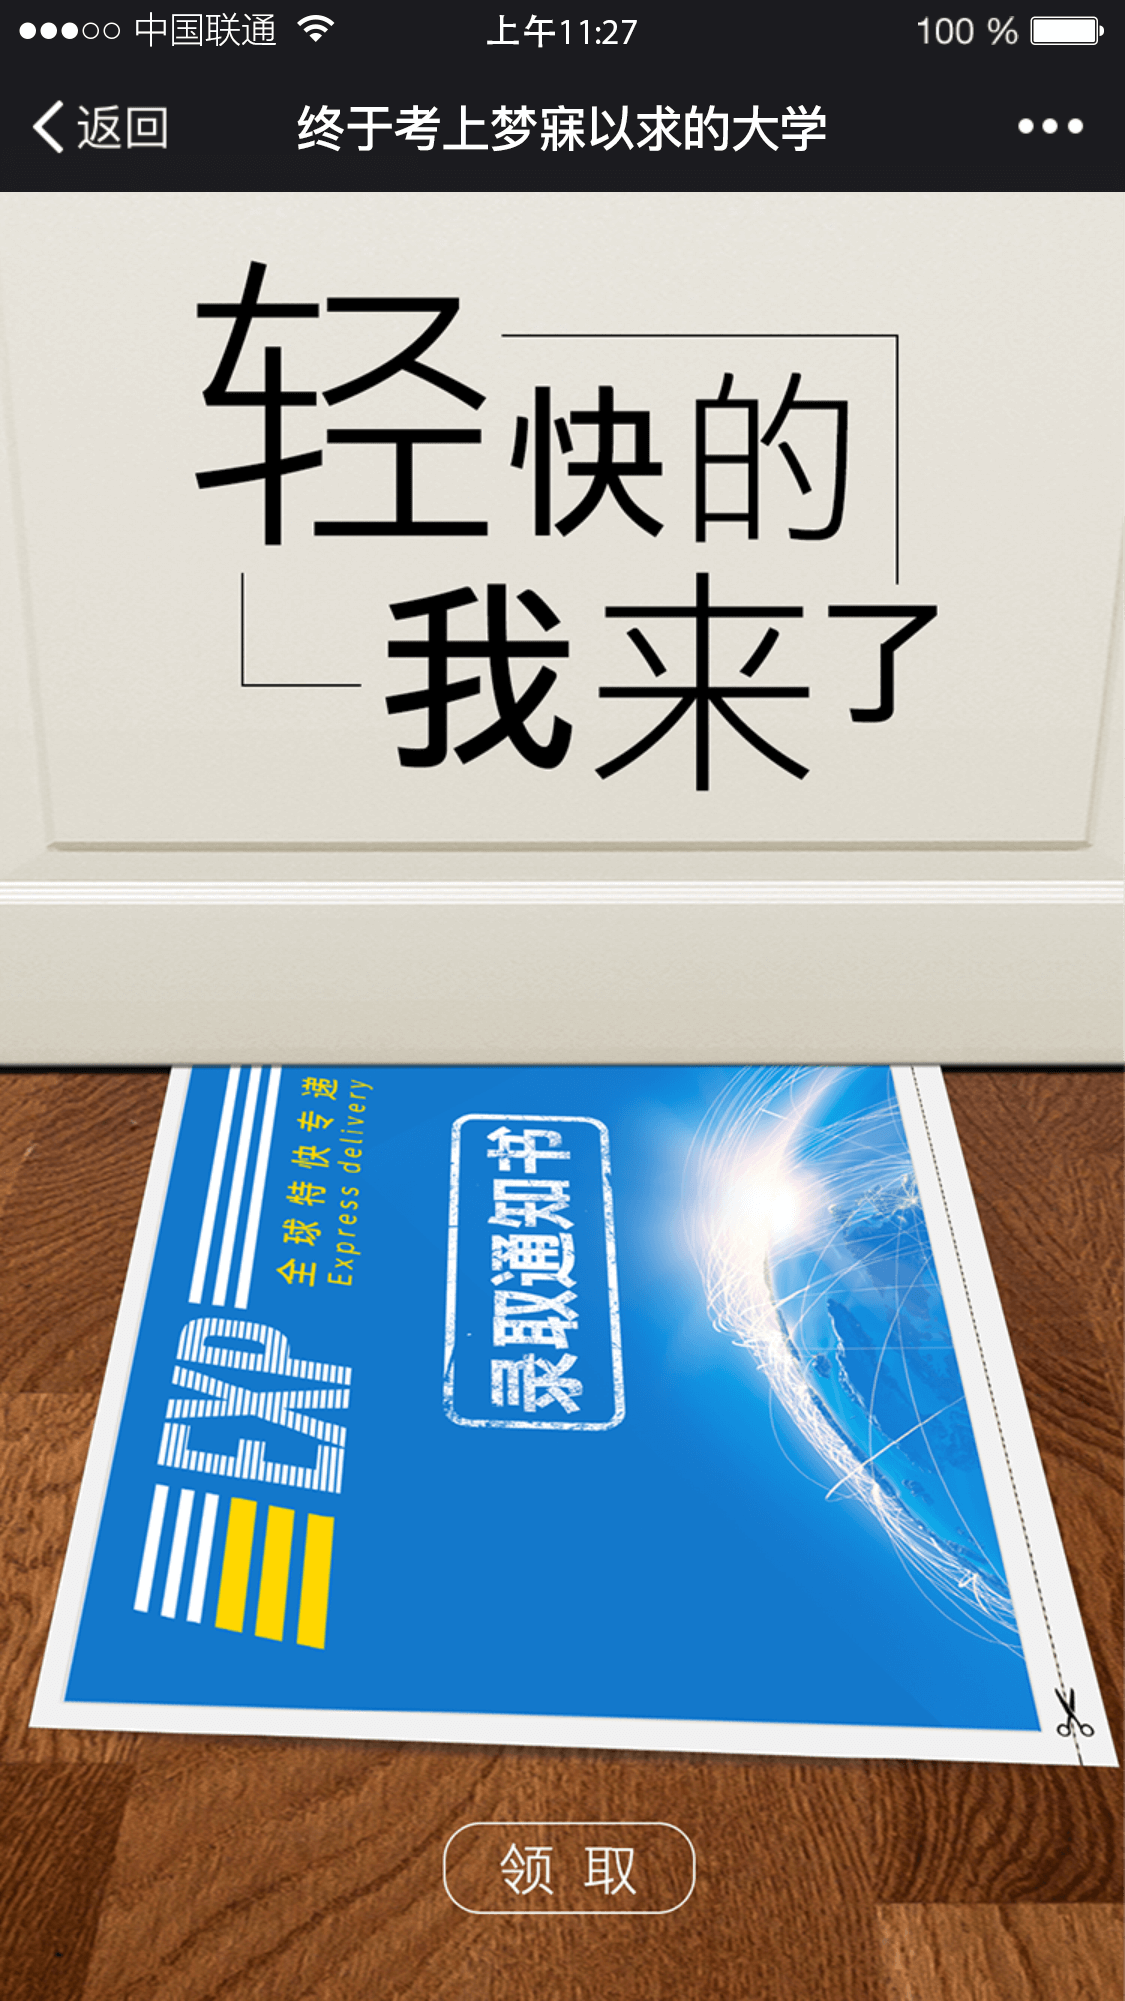 中国联通
上午11:27
100 %
返回
终于考上梦寐以求的大学
轻快的
我来了
EXP
全球特快专递
Express delivery
录取通知书
领 取